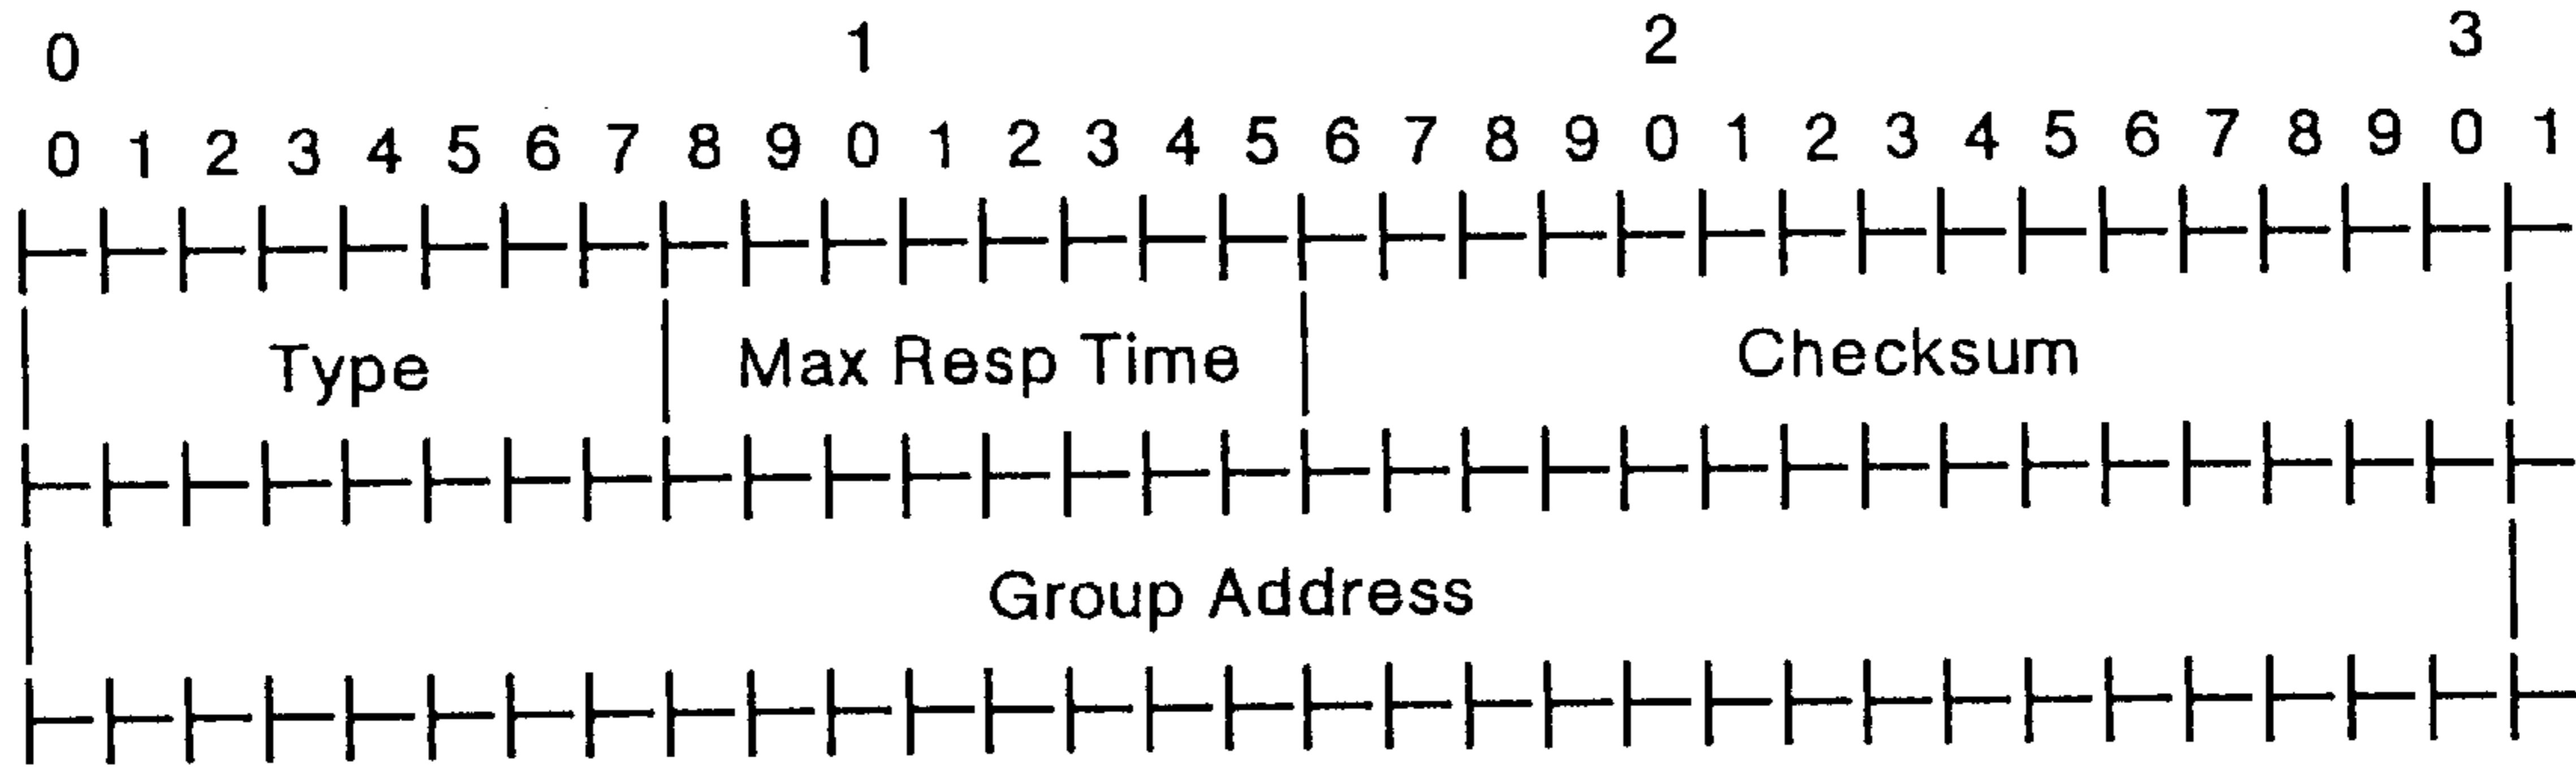 0 1 2 3
0 1 2 3 4 5 6 7 8 9 0 1 2 3 4 5 6 7 8 9 0 1 2 3 4 5 6 7 8 9 0 1
Type Max Resp Time Checksum
Group Address